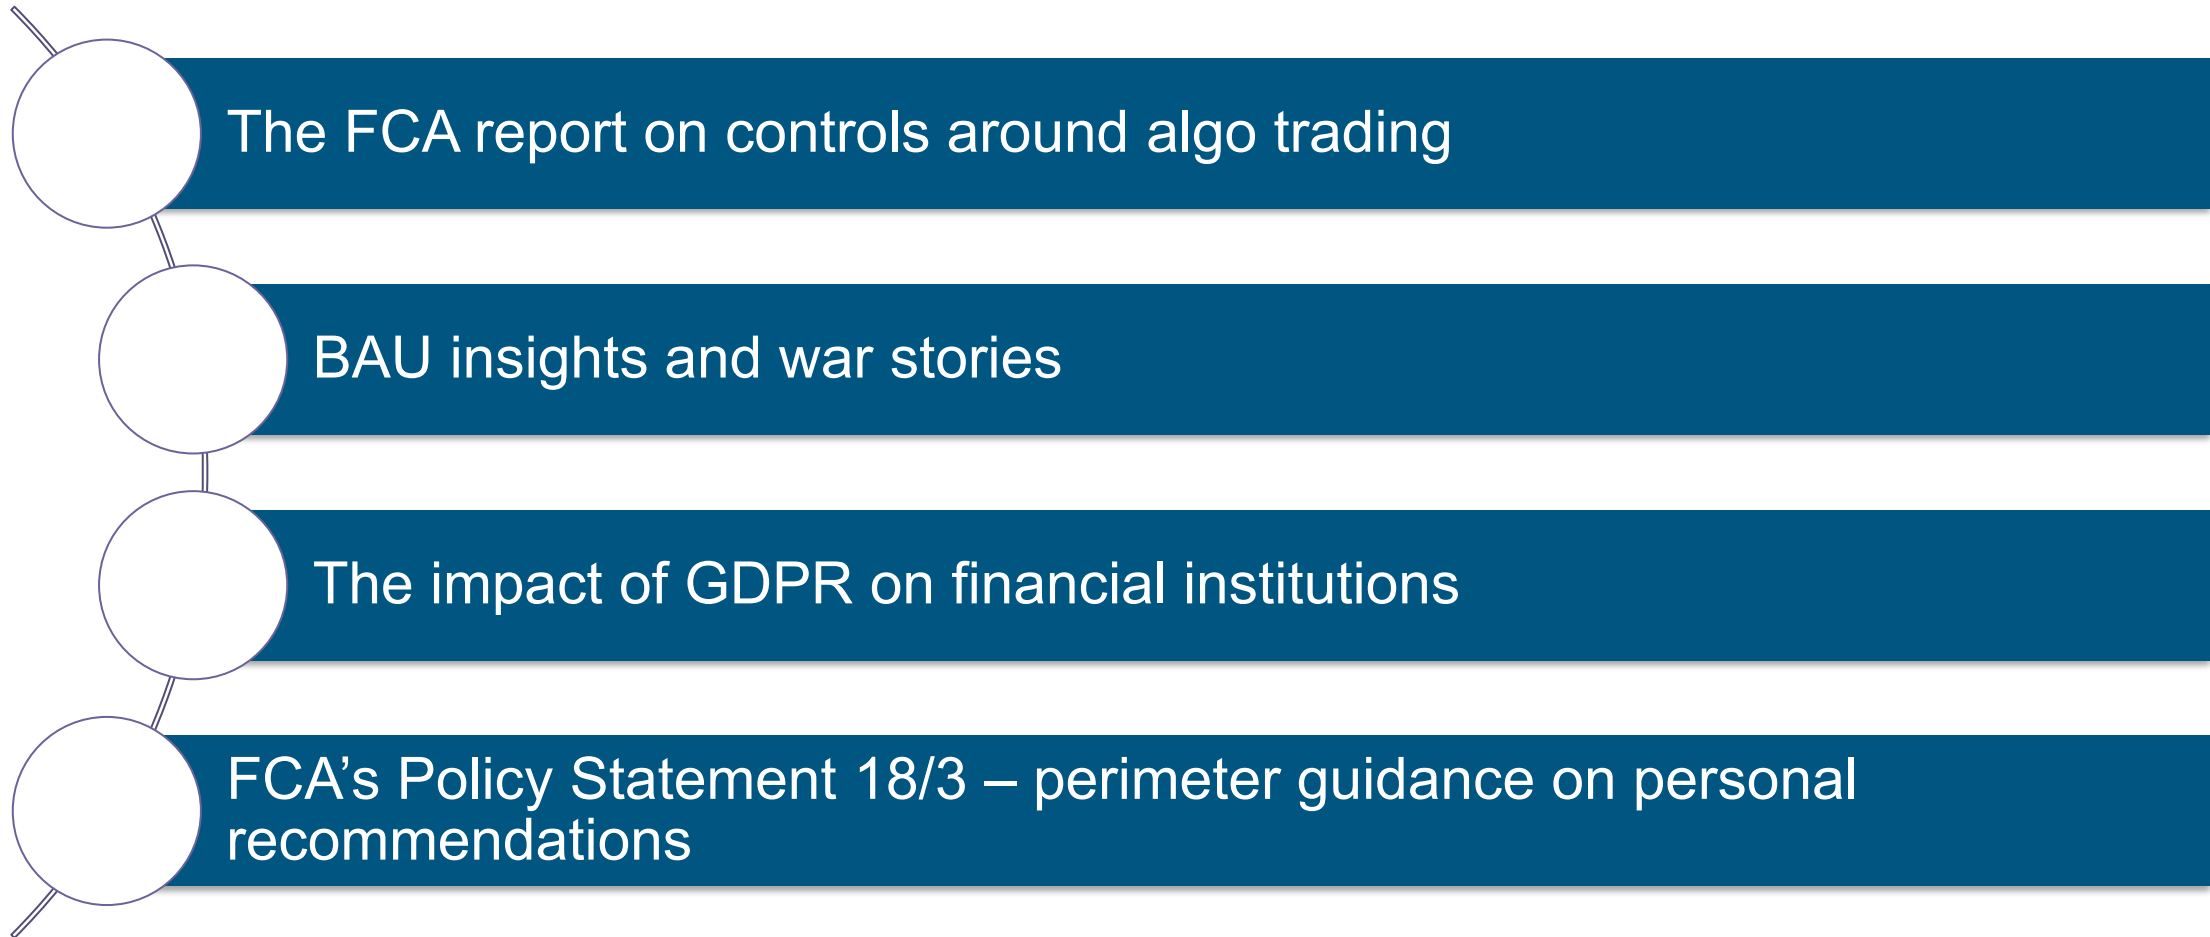 The FCA report on controls around algo trading
BAU insights and war stories
The impact of GDPR on financial institutions
FCA’s Policy Statement 18/3 – perimeter guidance on personal
recommendations